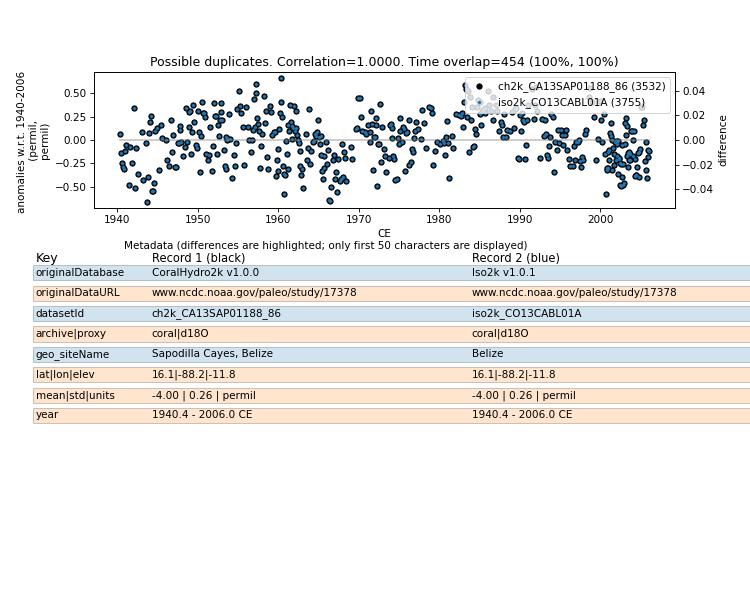 Possible duplicates. Correlation=1.0000. Time overlap=454 (100%, 100%)
anomalies w.r.t. 1940-2006
(permil,
permil)
0.50
0.25
0.00
−0.25
−0.50
ch2k_CA13SAP01188_86 (3532)
iso2k_CO13CABL01A (3755)
0.04
0.02
0.00
−0.02
−0.04
difference
1940 1950 1960 1970 1980 1990 2000
CE
Metadata (differences are highlighted; only first 50 characters are displayed)
Key Record 1 (black) Record 2 (blue)
originalDatabase CoralHydro2k v1.0.0 Iso2k v1.0.1
originalDataURL www.ncdc.noaa.gov/paleo/study/17378 www.ncdc.noaa.gov/paleo/study/17378
datasetId ch2k_CA13SAP01188_86 iso2k_CO13CABL01A
archive|proxy coral|d18O coral|d18O
geo_siteName Sapodilla Cayes, Belize Belize
lat|lon|elev 16.1|-88.2|-11.8 16.1|-88.2|-11.8
mean|std|units -4.00 | 0.26 | permil -4.00 | 0.26 | permil
year 1940.4 - 2006.0 CE 1940.4 - 2006.0 CE